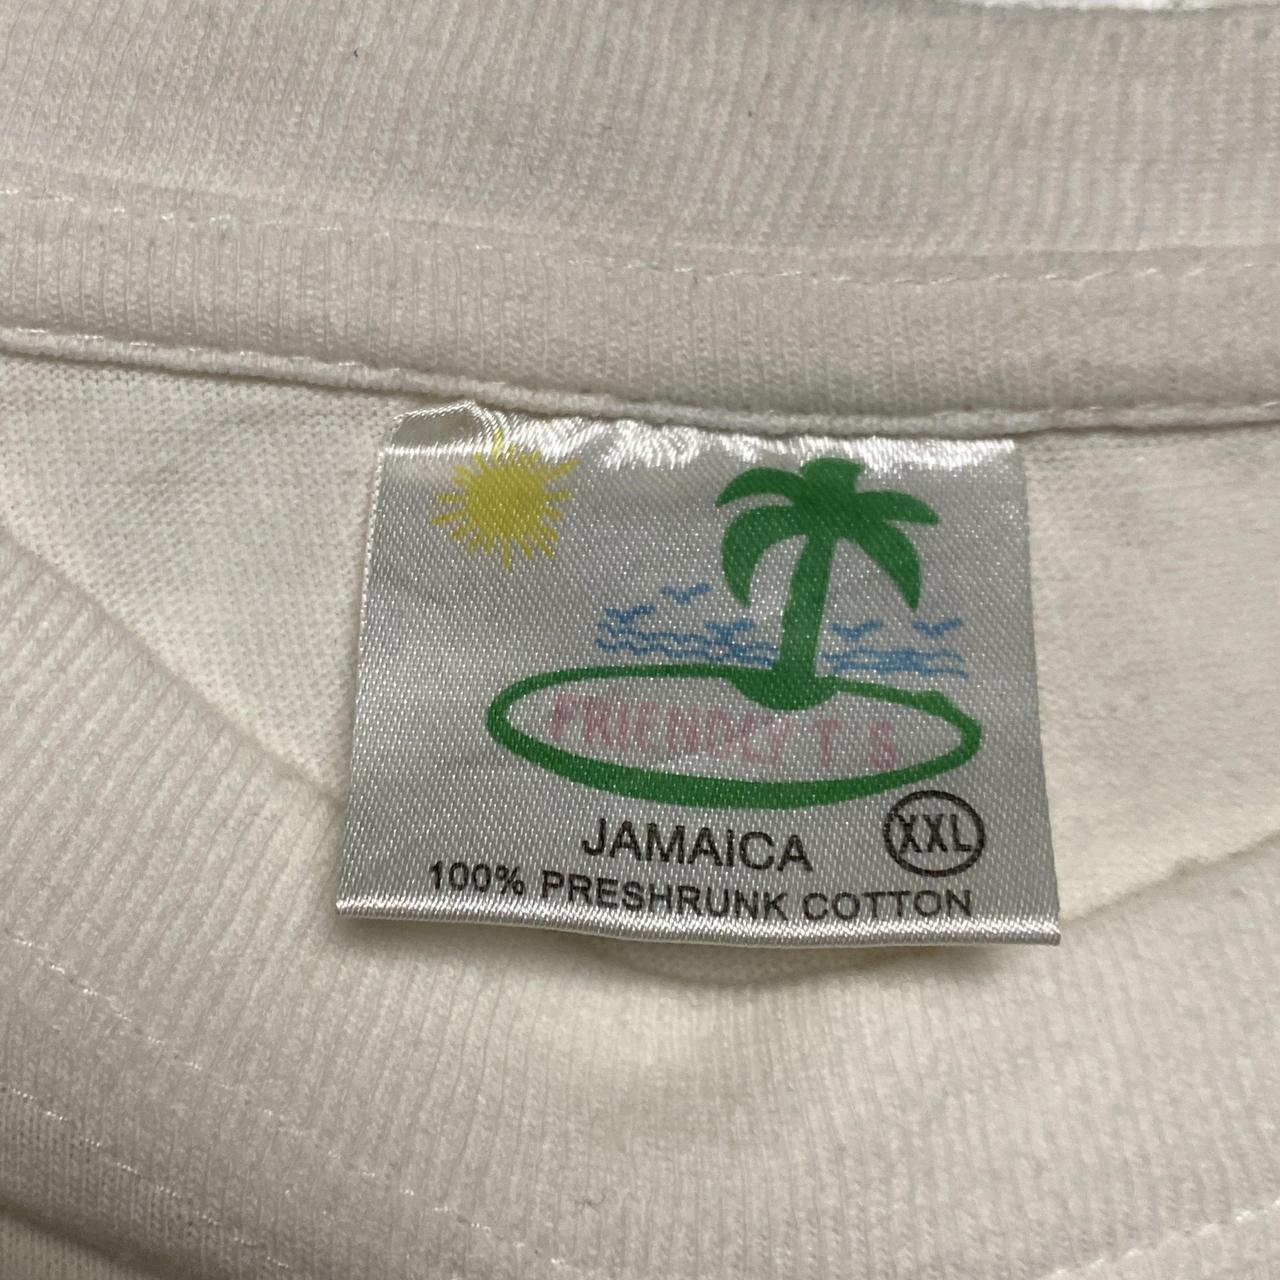 FRIENDLY T S
JAMAICA XXL
100% PRESHRUNK COTTON